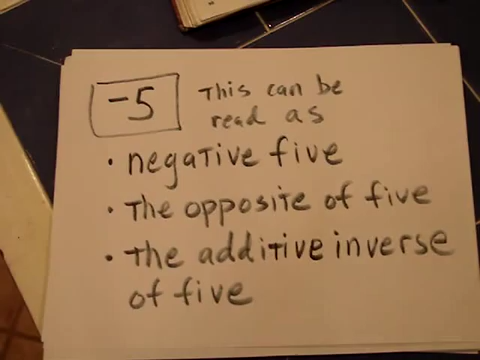 -5 This can be
read as
• negative five
• The opposite of five
• The additive inverse
of five